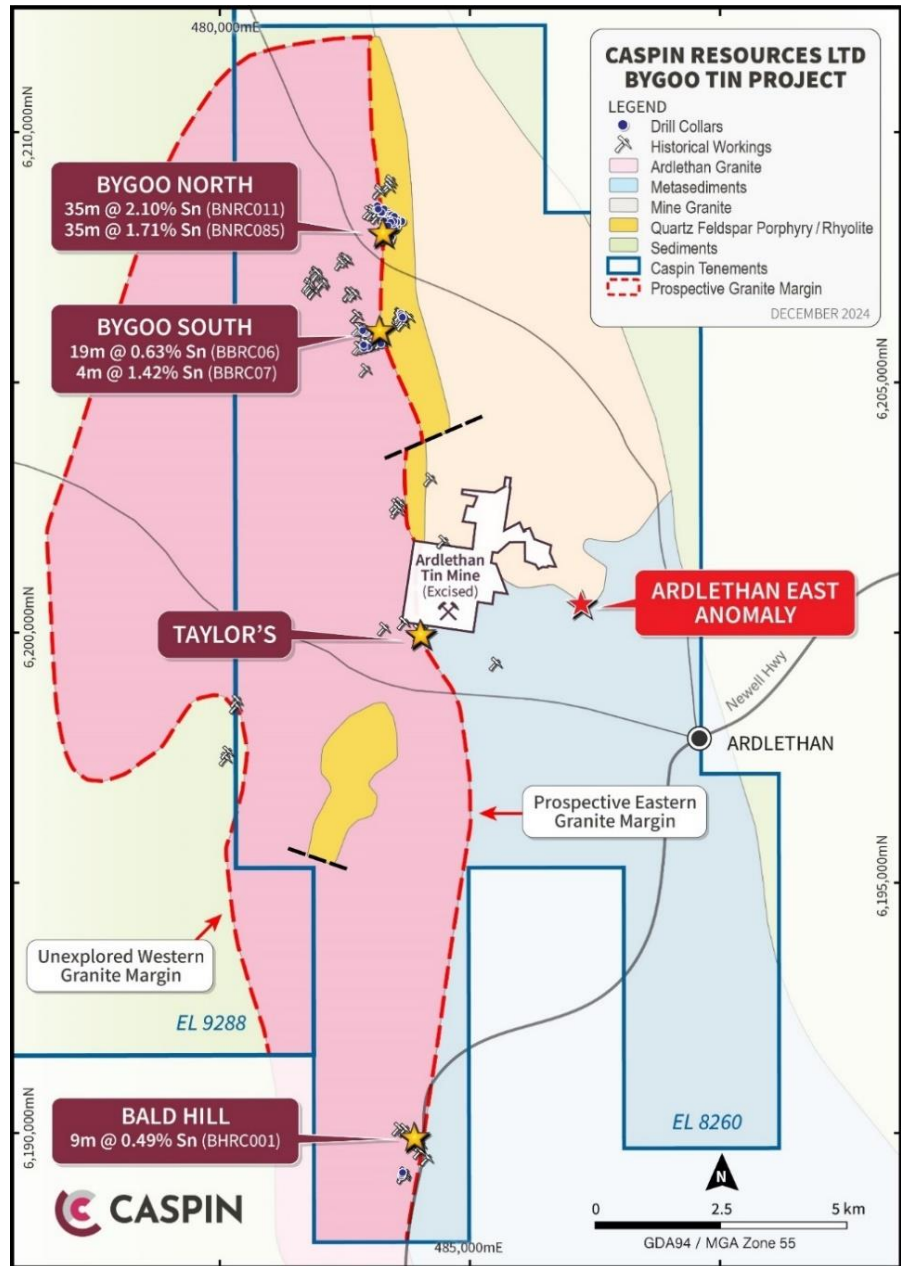 480,000mE
CASPIN RESOURCES LTD
BYGOO TIN PROJECT
LEGEND
Drill Collars
Historical Workings
Ardlethan Granite
Metasediments
Mine Granite
Quartz Feldspar Porphyry / Rhyolite
Sediments
Caspin Tenements
Prospective Granite Margin
DECEMBER 2024
6,210,000mN
BYGOO NORTH
35m @ 2.10% Sn (BNRC011)
35m @ 1.71% Sn (BNRC085)
BYGOO SOUTH
19m @ 0.63% Sn (BBRC06)
4m @ 1.42% Sn (BBRC07)
6,205,000mN
Ardlethan
Tin Mine
(Excised)
ARDLETHAN EAST
ANOMALY
TAYLOR'S
6,200,000mN
Newell Hwy
ARDLETHAN
Prospective Eastern
Granite Margin
6,195,000mN
Unexplored Western
Granite Margin
EL 9288
BALD HILL
9m @ 0.49% Sn (BHRC001)
6,190,000mN
EL 8260
N
CASPIN
0 2.5 5 km
GDA94 / MGA Zone 55
485,000mE